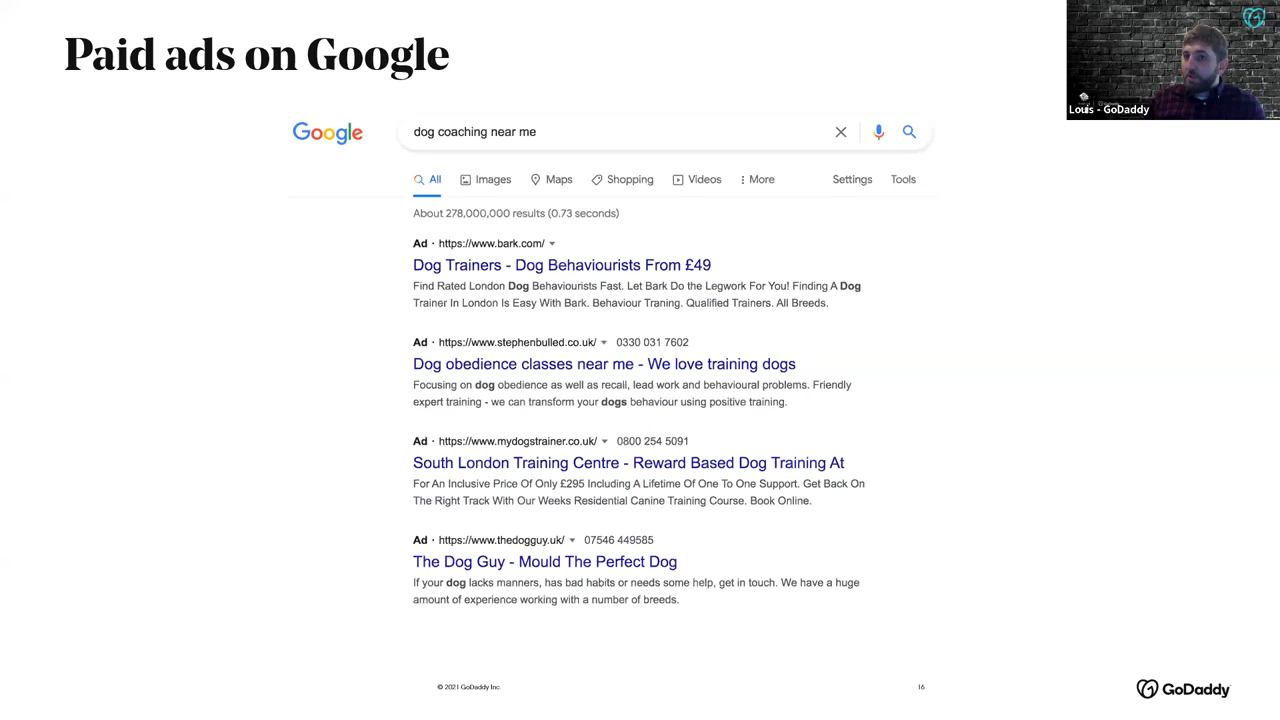 Paid ads on Google
Louis - GoDaddy
Google
dog coaching near me
All
Images
Maps
Shopping
Videos
More
Settings
Tools
About 278,000,000 results (0.73 seconds)
Ad · https://www.bark.com/
Dog Trainers - Dog Behaviourists From £49
Find Rated London Dog Behaviourists Fast. Let Bark Do the Legwork For You! Finding A Dog
Trainer In London Is Easy With Bark. Behaviour Traning. Qualified Trainers. All Breeds.
Ad · https://www.stephenbulled.co.uk/ 0330 031 7602
Dog obedience classes near me - We love training dogs
Focusing on dog obedience as well as recall, lead work and behavioural problems. Friendly
expert training - we can transform your dogs behaviour using positive training.
Ad · https://www.mydogstrainer.co.uk/ 0800 254 5091
South London Training Centre - Reward Based Dog Training At
For An Inclusive Price Of Only £295 Including A Lifetime Of One To One Support. Get Back On
The Right Track With Our Weeks Residential Canine Training Course. Book Online.
Ad · https://www.thedogguy.uk/ 07546 449585
The Dog Guy - Mould The Perfect Dog
If your dog lacks manners, has bad habits or needs some help, get in touch. We have a huge
amount of experience working with a number of breeds.
© 2021 GoDaddy Inc.
16
GoDaddy